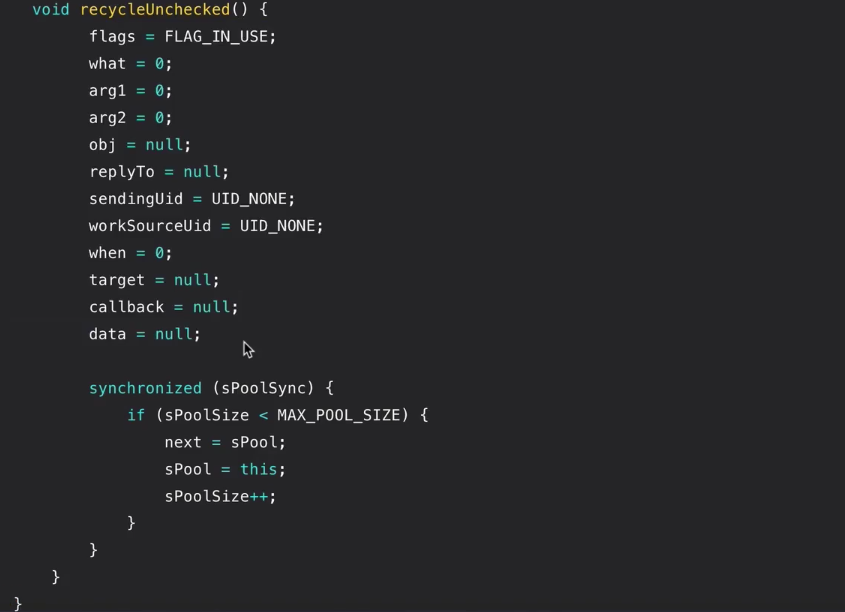 void recycleUnchecked() {
flags = FLAG_IN_USE;
what = 0;
arg1 = 0;
arg2 = 0;
obj = null;
replyTo = null;
sendingUid = UID_NONE;
workSourceUid = UID_NONE;
when = 0;
target = null;
callback = null;
data = null;
synchronized (sPoolSync) {
if (sPoolSize < MAX_POOL_SIZE) {
next = sPool;
sPool = this;
sPoolSize++;
}
}
}
}